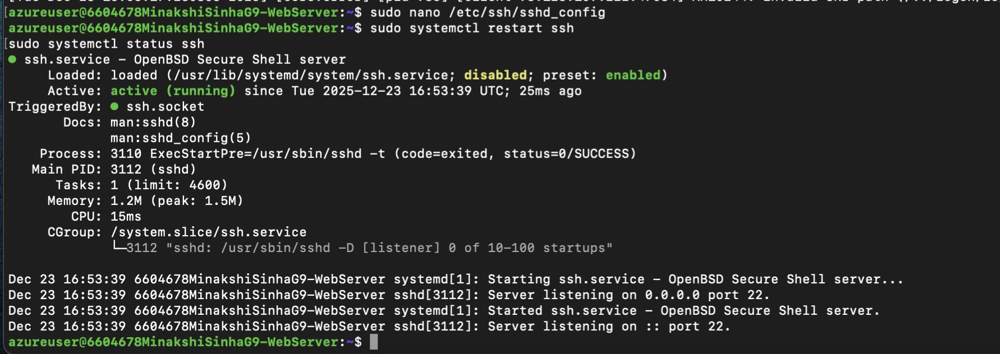 [azureuser@6604678MinakshiSinhaG9-WebServer:~$ sudo nano /etc/ssh/sshd_config
azureuser@6604678MinakshiSinhaG9-WebServer:~$ sudo systemctl restart ssh
[sudo systemctl status ssh
● ssh.service - OpenBSD Secure Shell server
Loaded: loaded (/usr/lib/systemd/system/ssh.service; disabled; preset: enabled)
Active: active (running) since Tue 2025-12-23 16:53:39 UTC; 25ms ago
TriggeredBy: ● ssh.socket
Docs: man:sshd(8)
man:sshd_config(5)
Process: 3110 ExecStartPre=/usr/sbin/sshd -t (code=exited, status=0/SUCCESS)
Main PID: 3112 (sshd)
Tasks: 1 (limit: 4600)
Memory: 1.2M (peak: 1.5M)
CPU: 15ms
CGroup: /system.slice/ssh.service
└─3112 "sshd: /usr/sbin/sshd -D [listener] 0 of 10-100 startups"
Dec 23 16:53:39 6604678MinakshiSinhaG9-WebServer systemd[1]: Starting ssh.service - OpenBSD Secure Shell server...
Dec 23 16:53:39 6604678MinakshiSinhaG9-WebServer sshd[3112]: Server listening on 0.0.0.0 port 22.
Dec 23 16:53:39 6604678MinakshiSinhaG9-WebServer systemd[1]: Started ssh.service - OpenBSD Secure Shell server.
Dec 23 16:53:39 6604678MinakshiSinhaG9-WebServer sshd[3112]: Server listening on :: port 22.
azureuser@6604678MinakshiSinhaG9-WebServer:~$